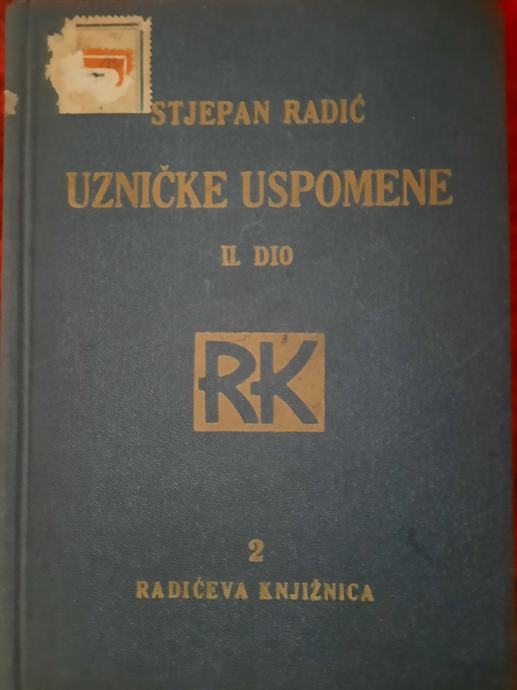 STJEPAN RADIĆ
UZNIČKE USPOMENE
II. DIO
RK
2
RADIĆEVA KNJIŽNICA